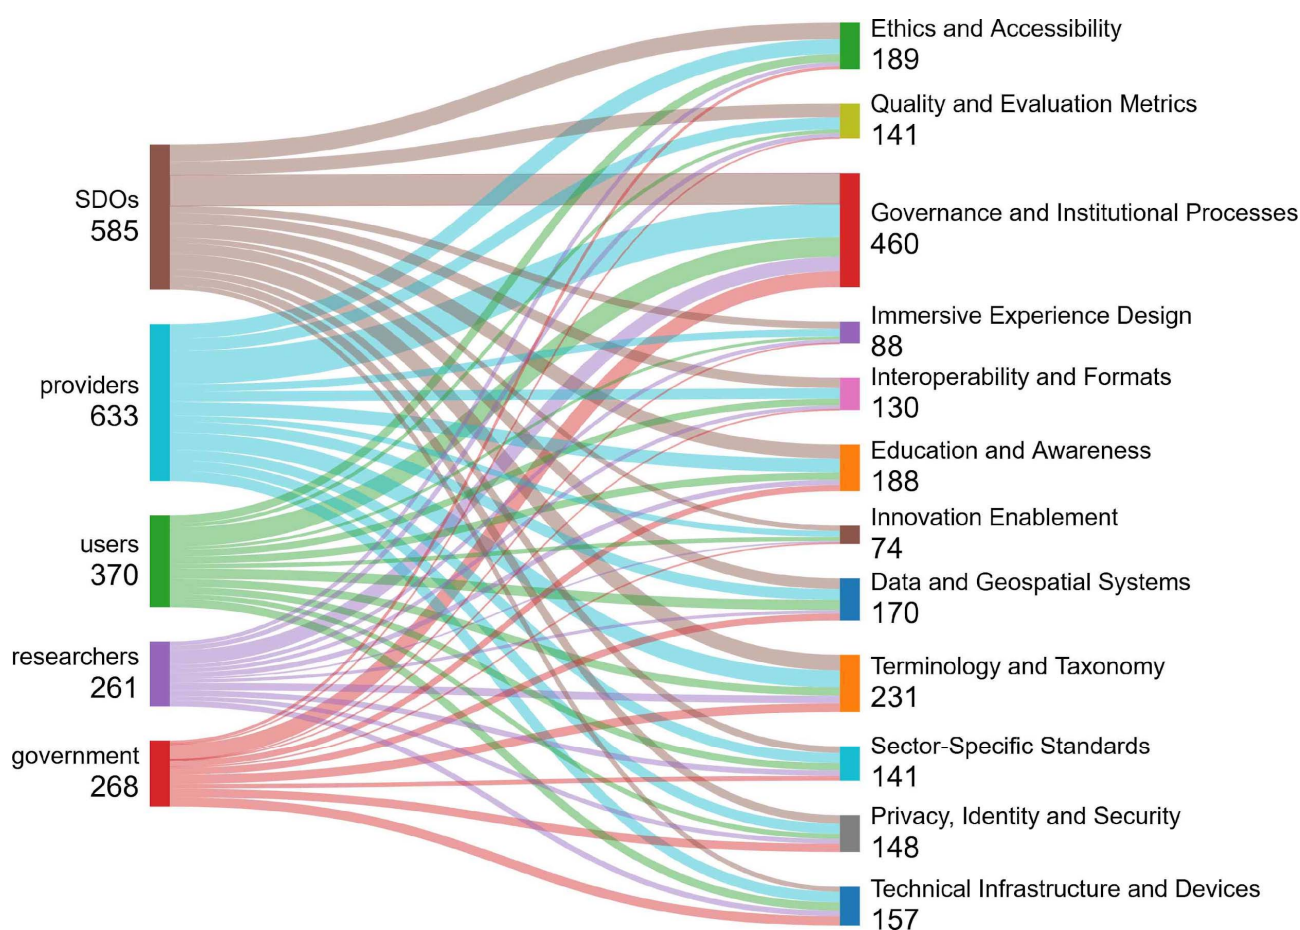 SDOs
585
providers
633
users
370
researchers
261
government
268
Ethics and Accessibility
189
Quality and Evaluation Metrics
141
Governance and Institutional Processes
460
Immersive Experience Design
88
Interoperability and Formats
130
Education and Awareness
188
Innovation Enablement
74
Data and Geospatial Systems
170
Terminology and Taxonomy
231
Sector-Specific Standards
141
Privacy, Identity and Security
148
Technical Infrastructure and Devices
157